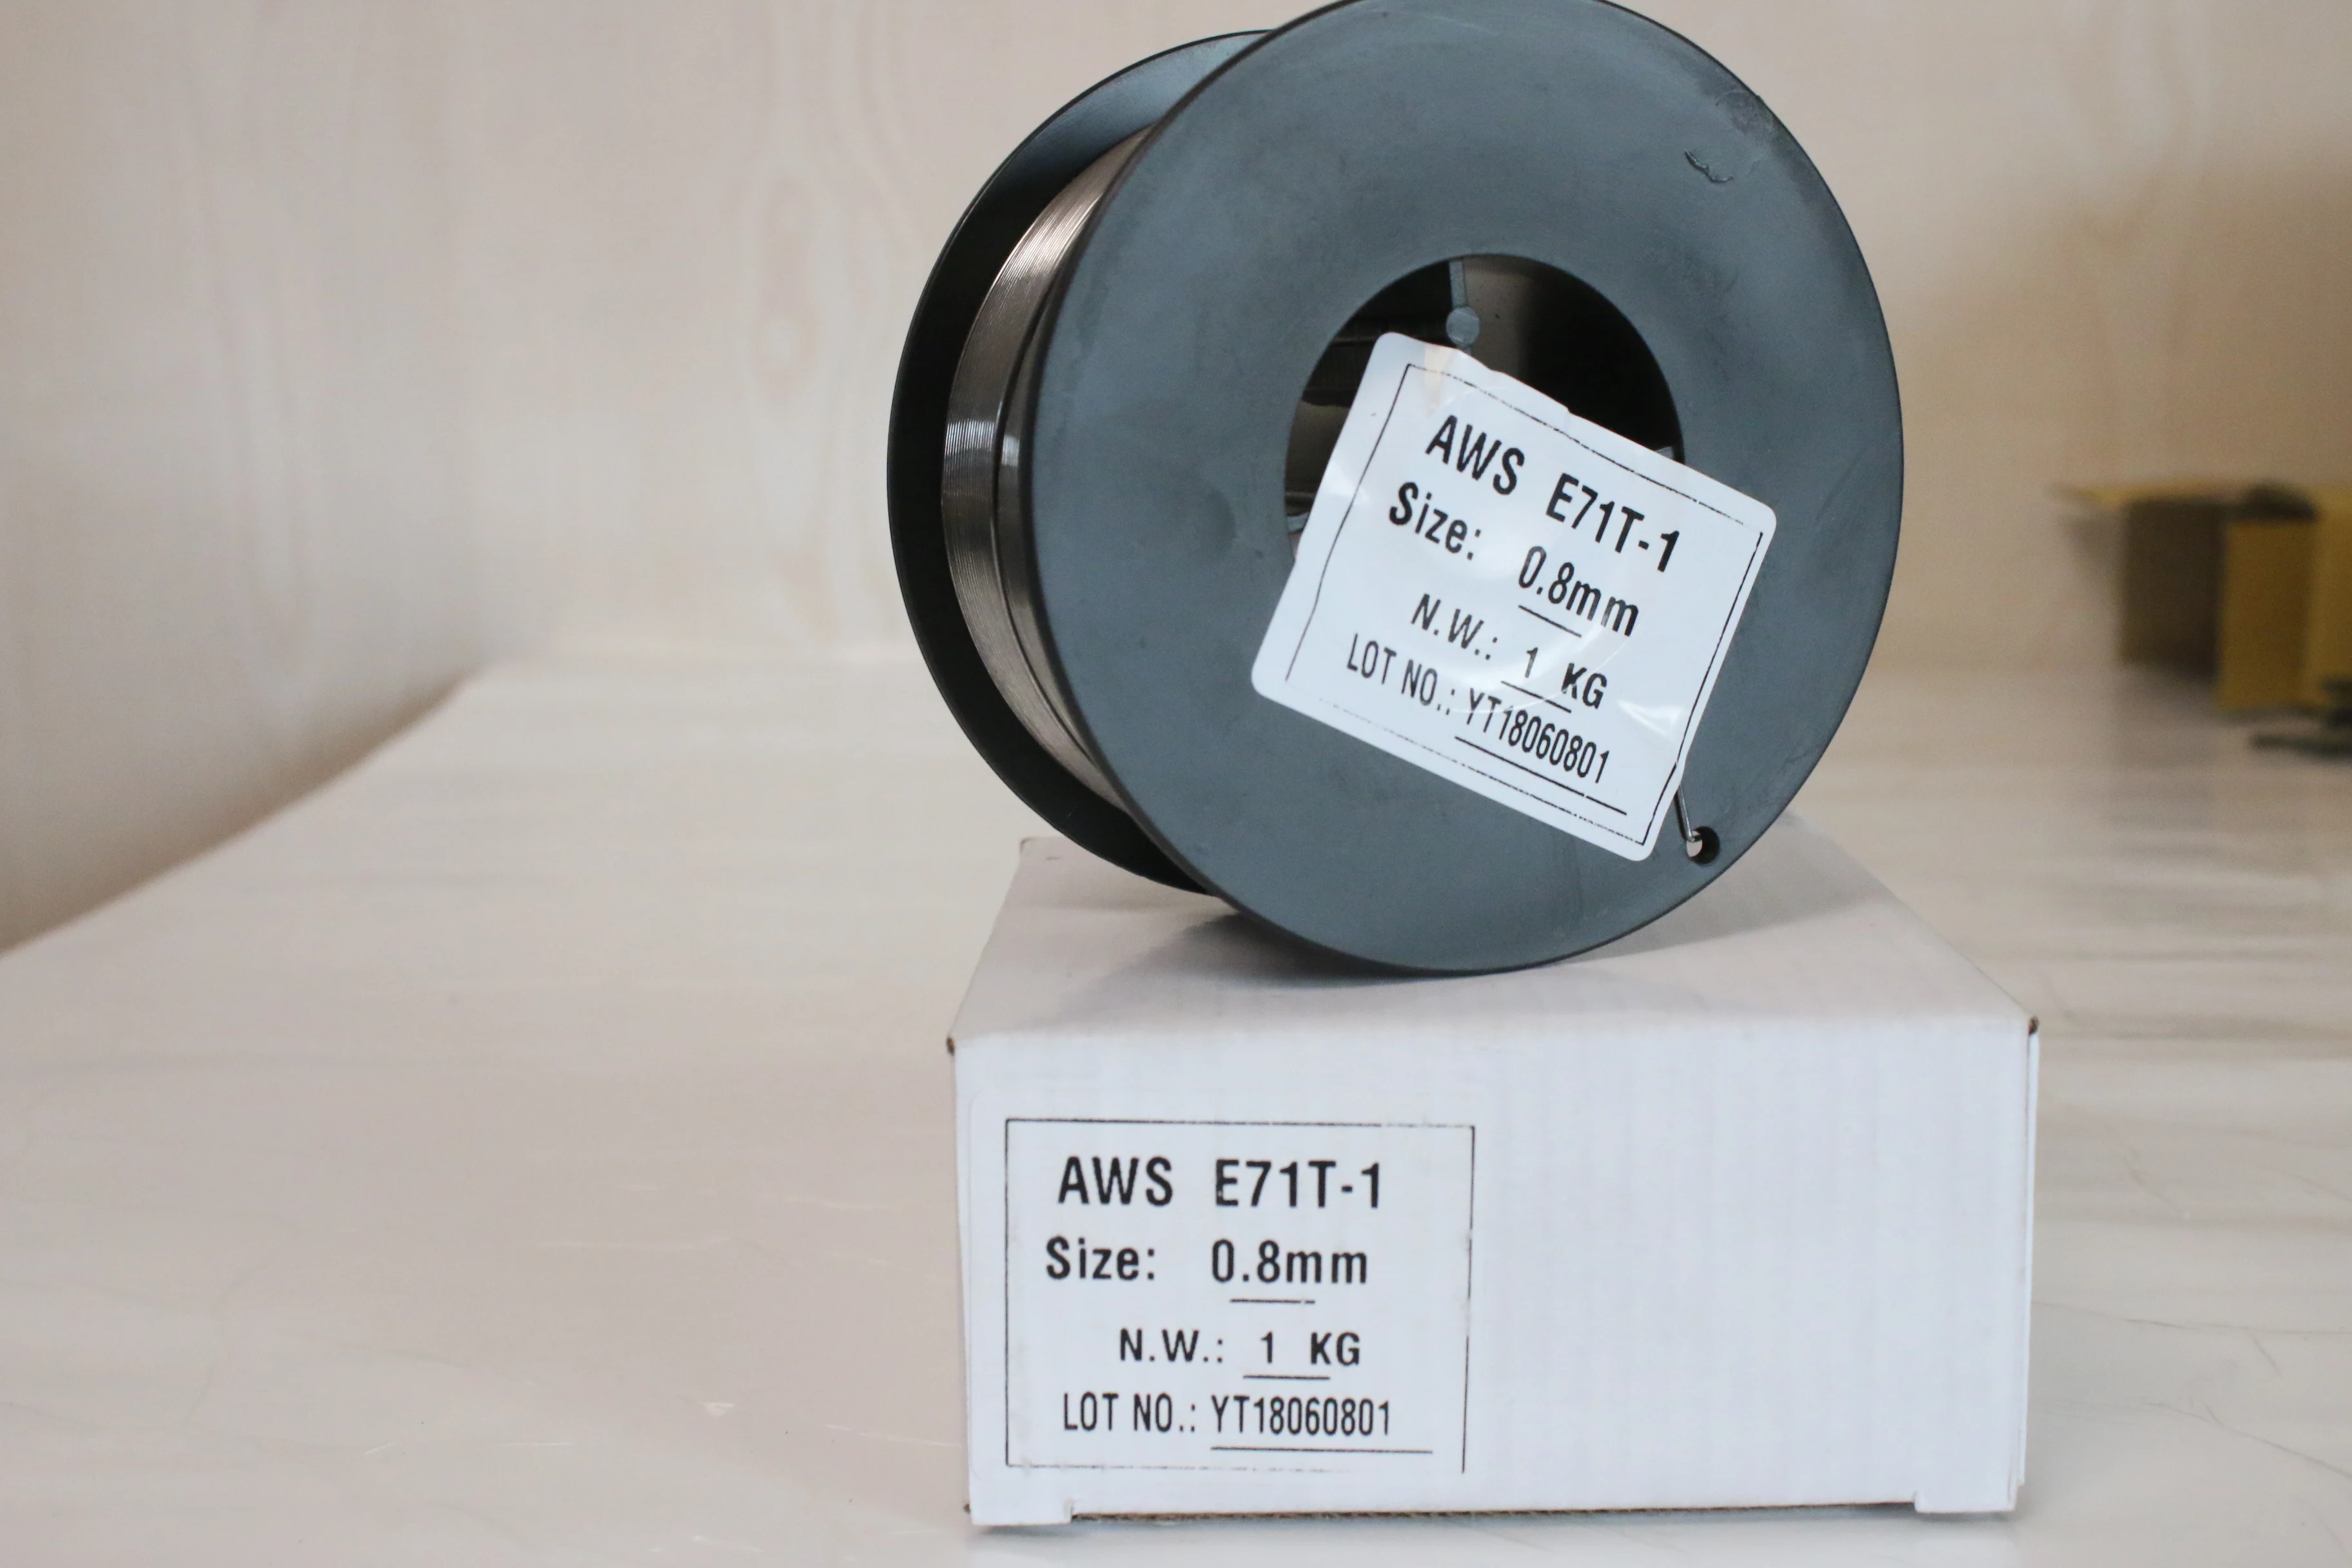 AWS E71T-1
Size: 0.8mm
N.W.: 1 KG
LOT NO.: YT18060801
AWS E71T-1
Size: 0.8mm
N.W.: 1 KG
LOT NO.: YT18060801